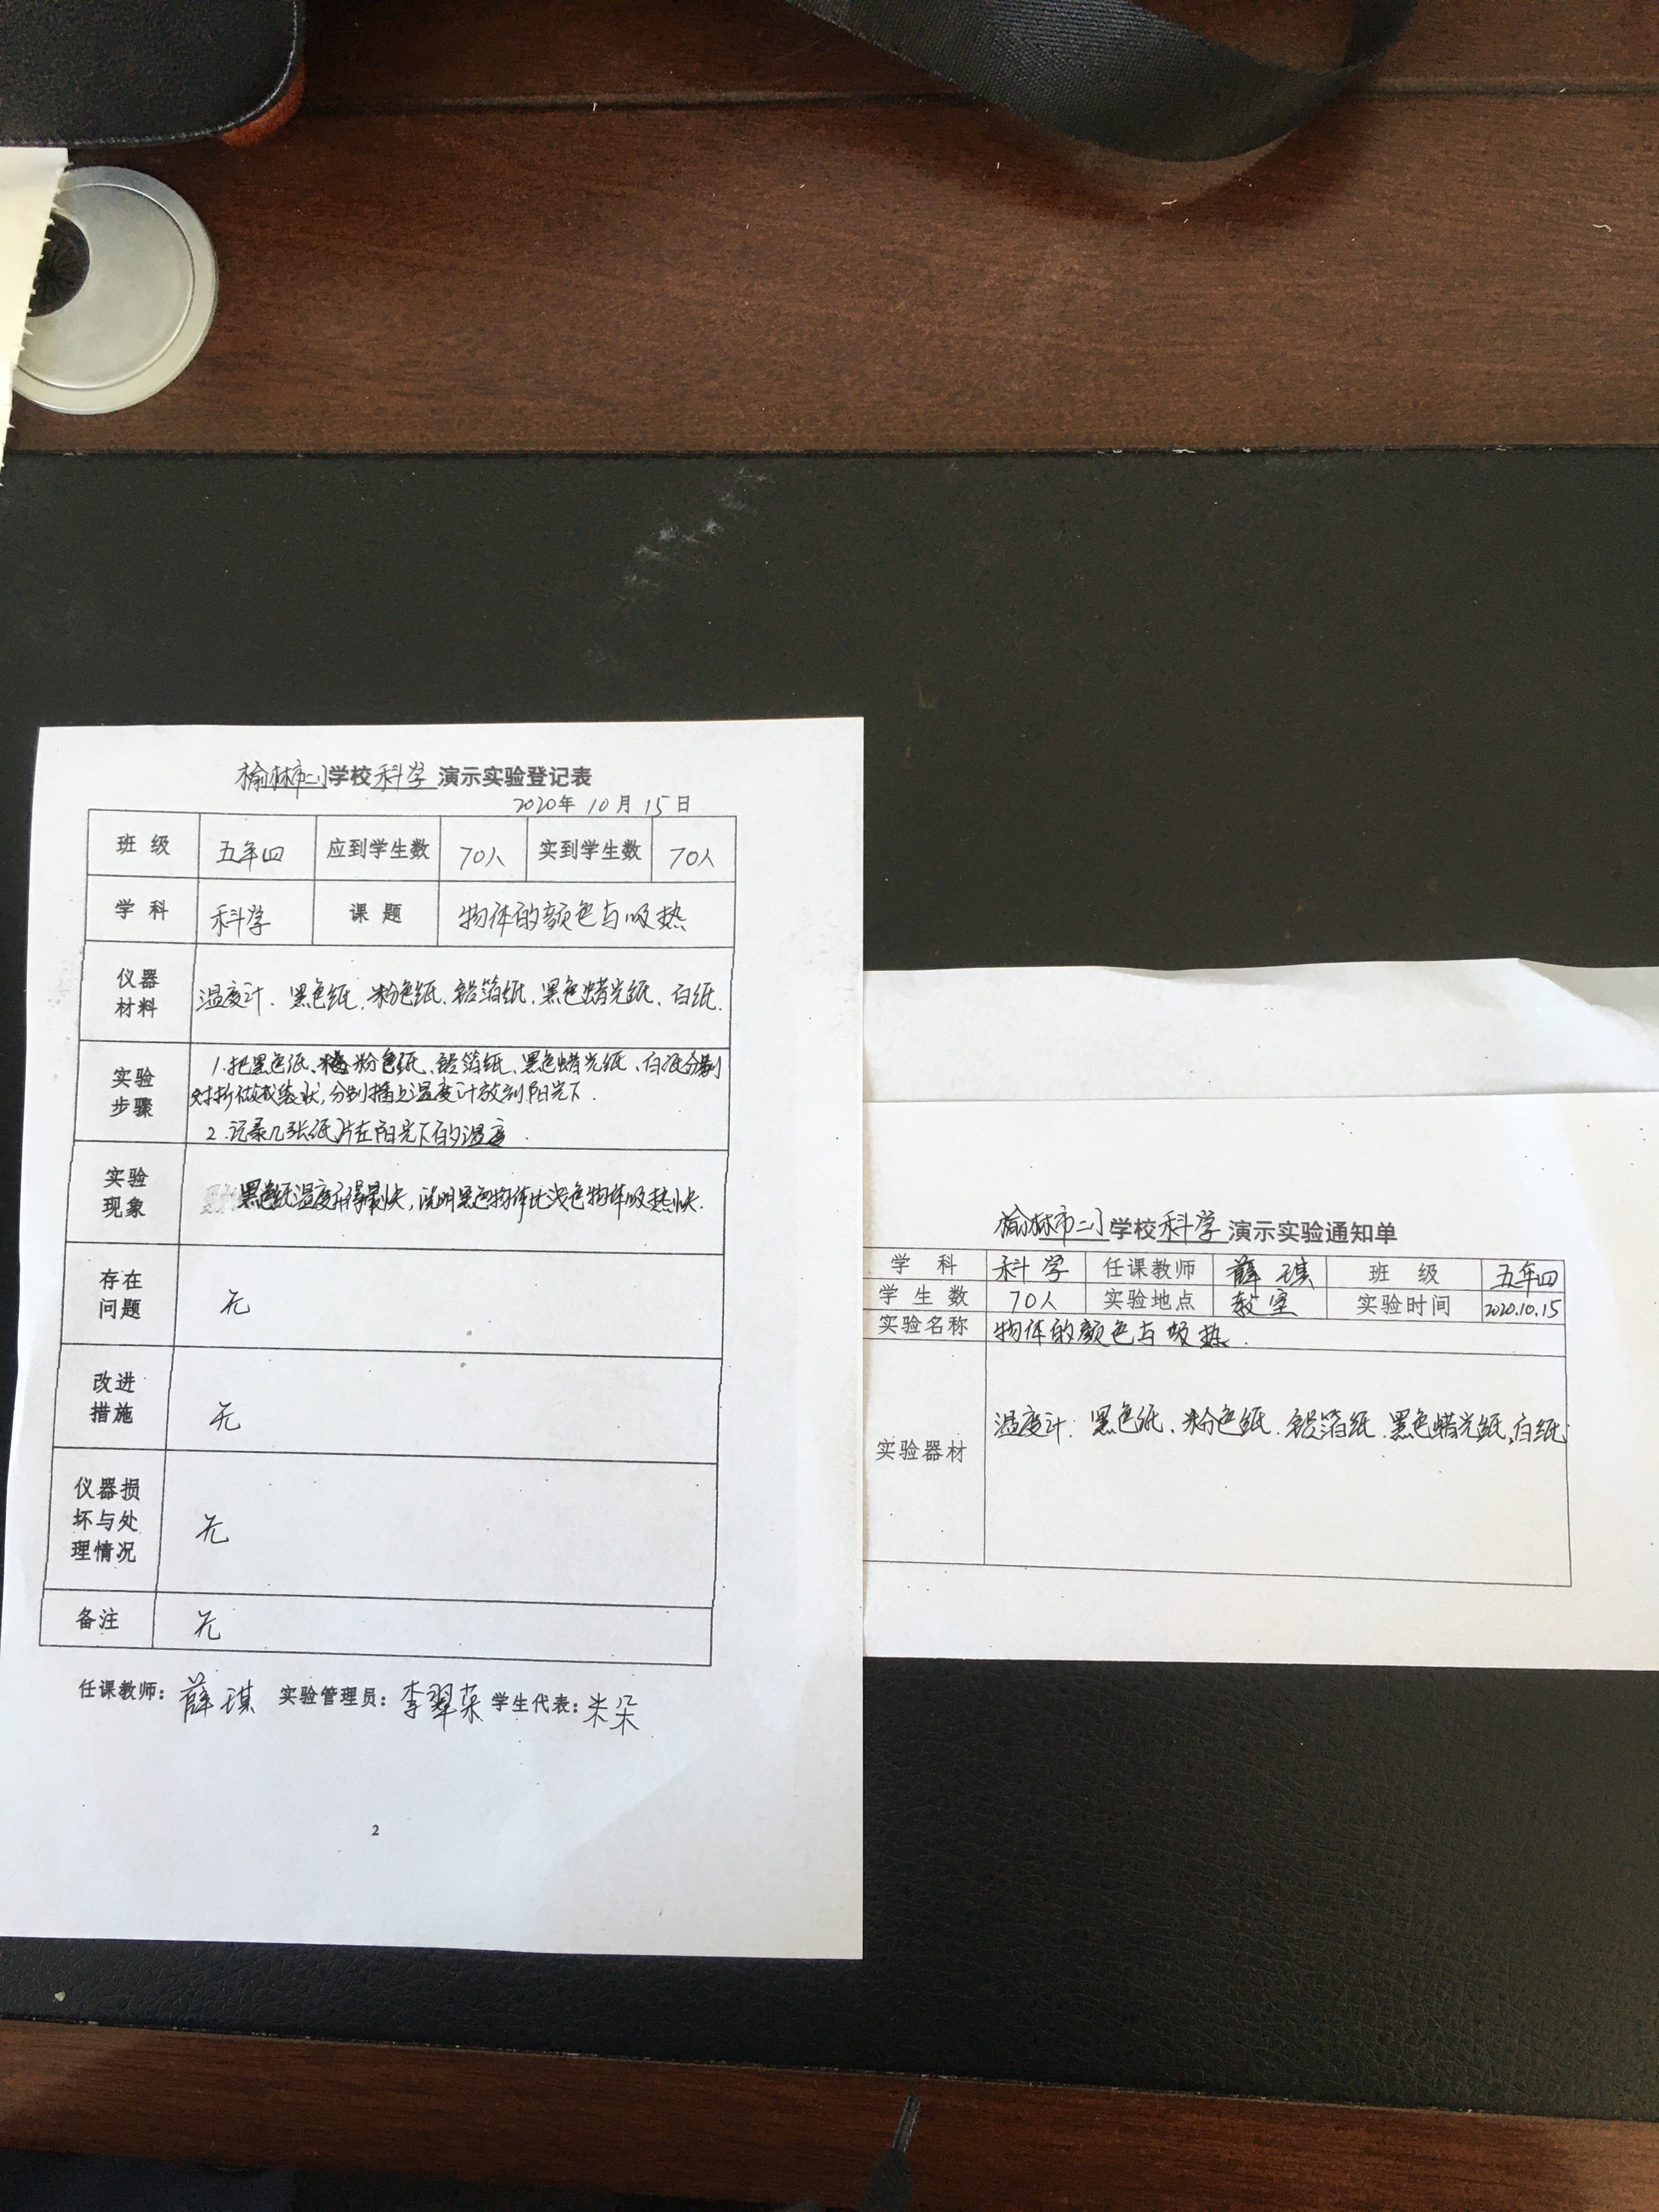 榆林市二小学校科学 演示实验登记表
2020年 10月 15日
班 级 五年四 应到学生数 70人 实到学生数 70人
学 科 科学 课 题 物体的颜色与吸热
仪器
材料
温度计、黑色纸、粉色纸、铝箔纸、黑色蜡光纸、白纸.
实验
步骤
1.把黑色纸、粉色纸、铝箔纸、黑色蜡光纸、白纸分别
对折做成袋状,分别插上温度计放到阳光下.
2.记录几张纸片在阳光下的温度.
实验
现象
黑色纸温度升得最快,说明黑色物体比浅色物体吸热快.
存在
问题
无
改进
措施
无
仪器损
坏与处
理情况
无
备注 无
任课教师: 薛琪 实验管理员: 李翠荣 学生代表: 朱朵
2
榆林市二小学校科学 演示实验通知单
学 科 科学 任课教师 薛琪 班 级 五年四
学 生 数 70人 实验地点 教室 实验时间 2020.10.15
实验名称 物体的颜色与吸热.
实验器材 温度计、黑色纸、粉色纸、铝箔纸、黑色蜡光纸、白纸